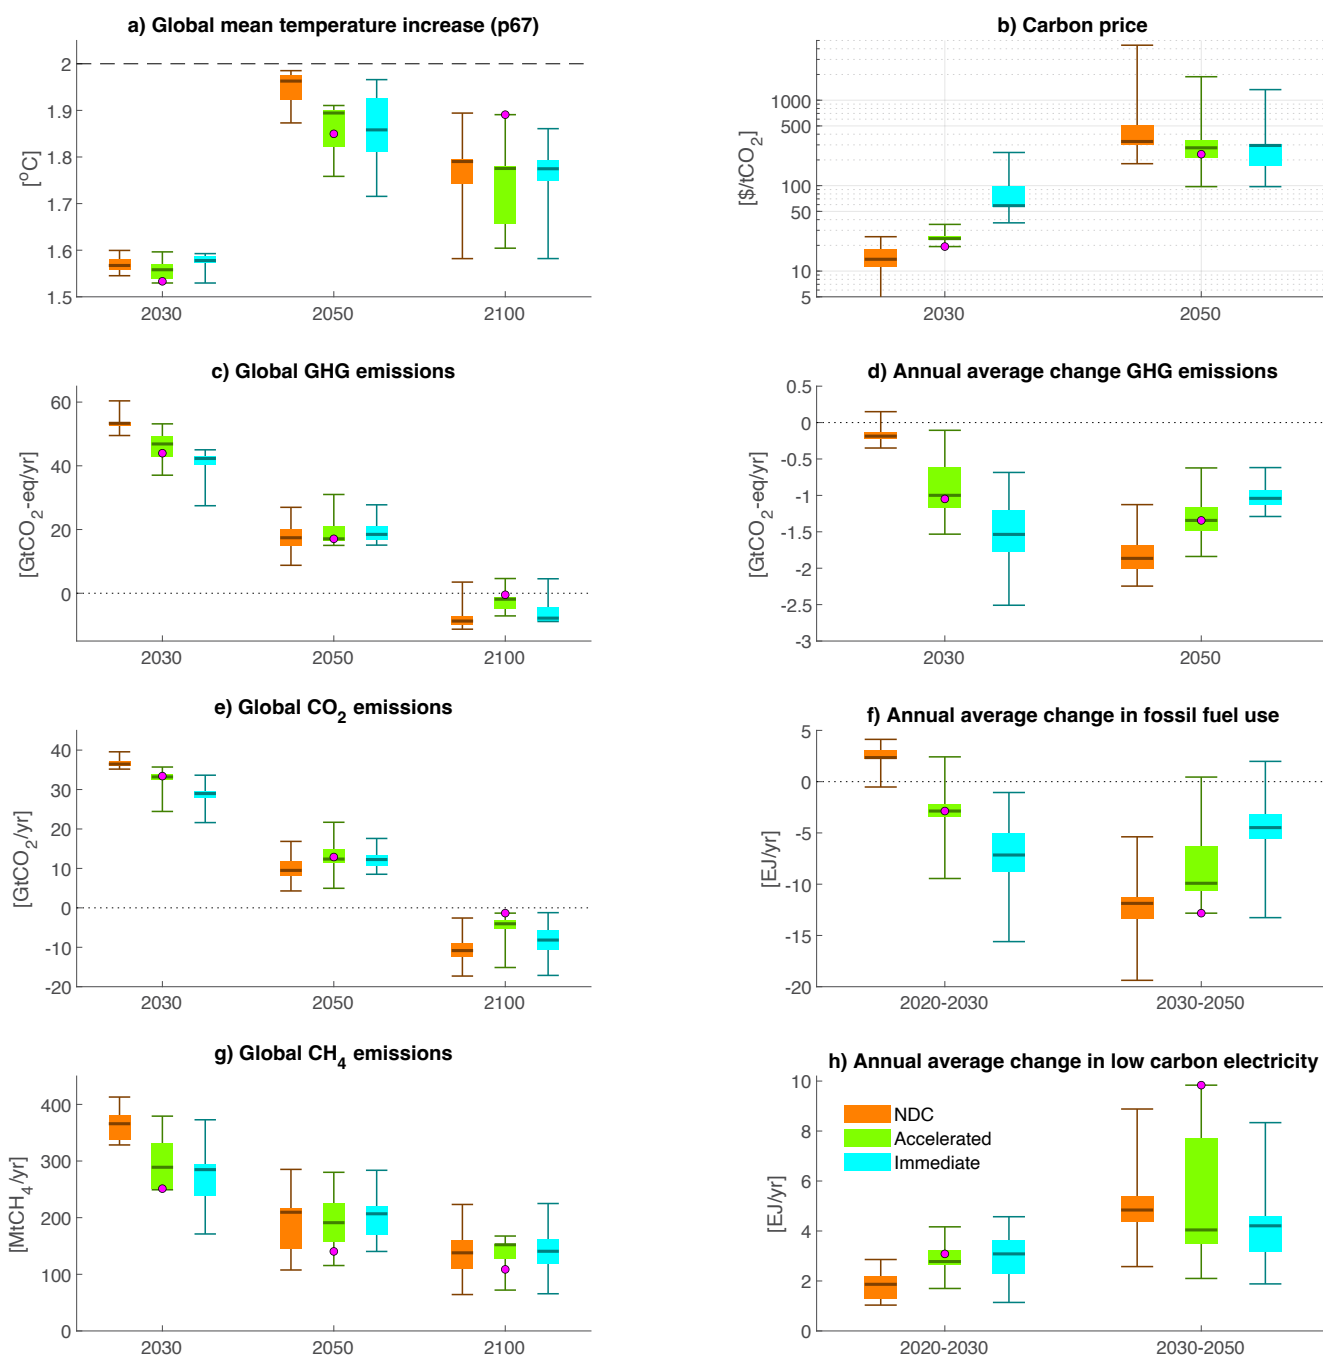 a) Global mean temperature increase (p67)
[°C]
2
1.9
1.8
1.7
1.6
1.5
2030 2050 2100
b) Carbon price
[$/tCO2]
1000
500
100
50
10
5
2030 2050
c) Global GHG emissions
[GtCO2-eq/yr]
60
40
20
0
2030 2050 2100
d) Annual average change GHG emissions
[GtCO2-eq/yr]
0.5
0
-0.5
-1
-1.5
-2
-2.5
-3
2030 2050
e) Global CO2 emissions
[GtCO2/yr]
40
30
20
10
0
-10
-20
2030 2050 2100
f) Annual average change in fossil fuel use
[EJ/yr]
5
0
-5
-10
-15
-20
2020-2030 2030-2050
g) Global CH4 emissions
[MtCH4/yr]
400
300
200
100
0
2030 2050 2100
h) Annual average change in low carbon electricity
[EJ/yr]
10
8
6
4
2
0
NDC
Accelerated
Immediate
2020-2030 2030-2050